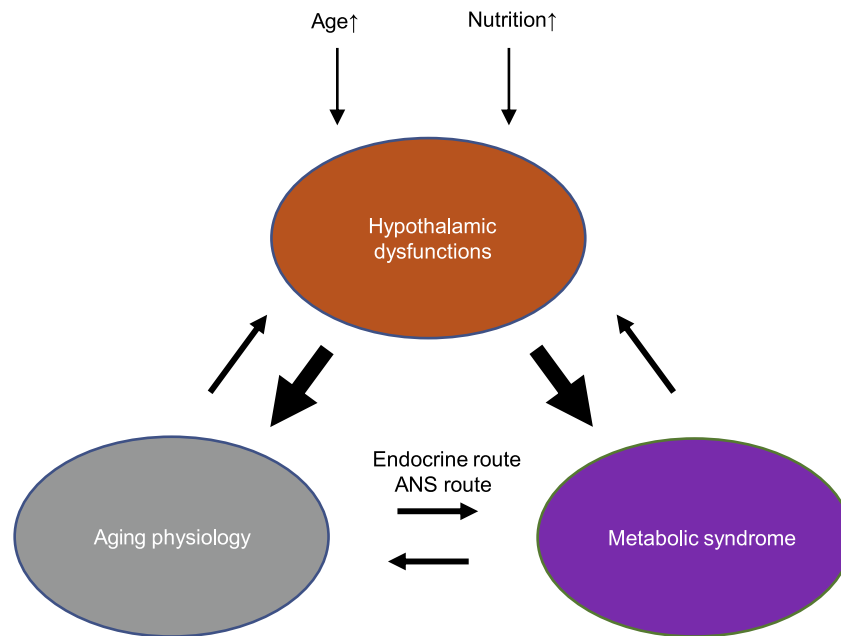 Age↑
Nutrition↑
Hypothalamic
dysfunctions
Endocrine route
ANS route
Aging physiology
Metabolic syndrome